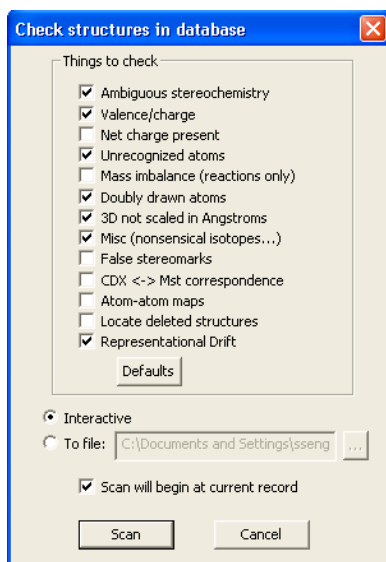 Check structures in database
Things to check
Ambiguous stereochemistry
Valence/charge
Net charge present
Unrecognized atoms
Mass imbalance (reactions only)
Doubly drawn atoms
3D not scaled in Angstroms
Misc (nonsensical isotopes...)
False stereomarks
CDX <-> Mst correspondence
Atom-atom maps
Locate deleted structures
Representational Drift
Defaults
Interactive
To file: C:\Documents and Settings\sseng ...
Scan will begin at current record
Scan Cancel